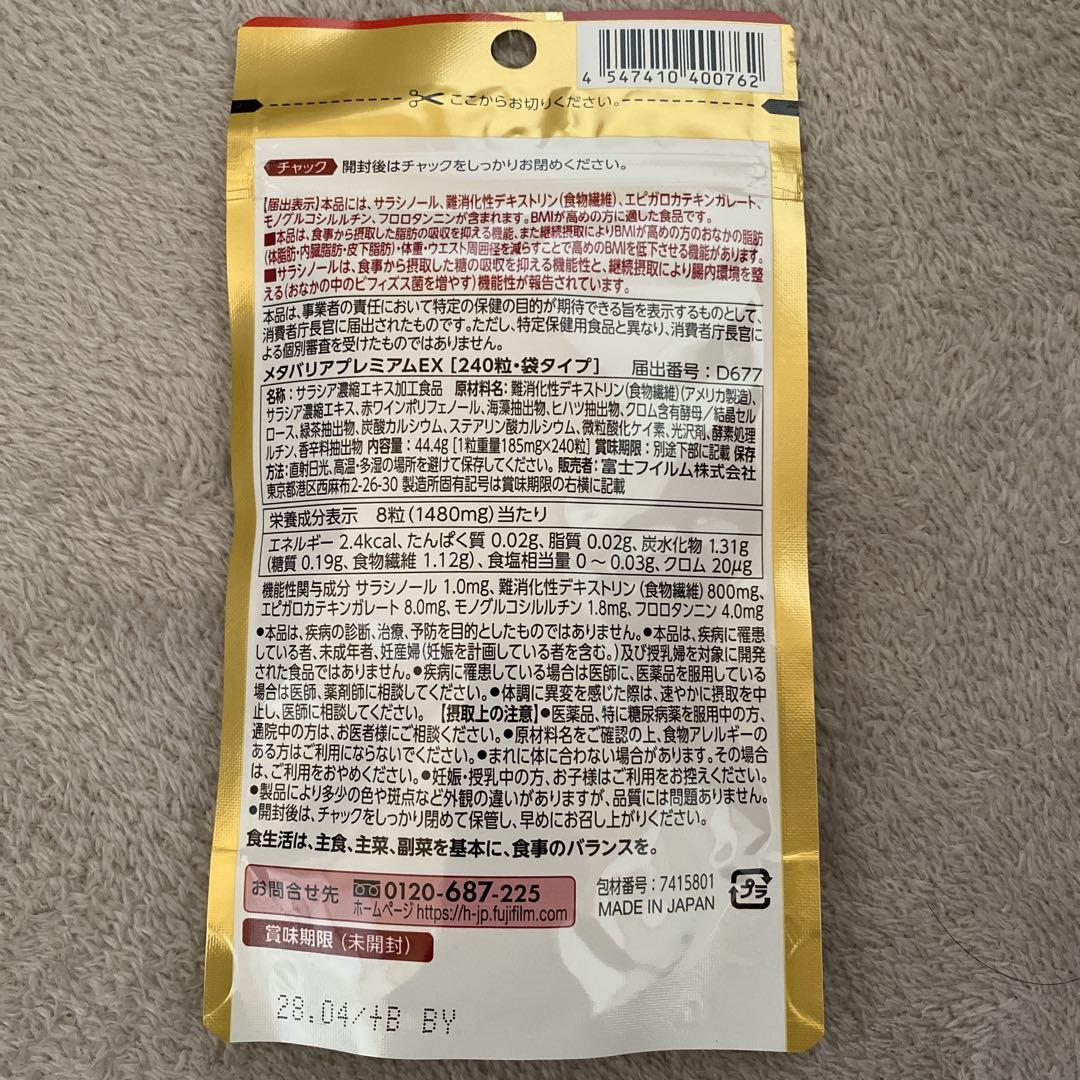 4 547410 400762
ここからお切りください。
チャック 開封後はチャックをしっかりお閉めください。
【届出表示】本品には、サラシノール、難消化性デキストリン(食物繊維)、エピガロカテキンガレート、
モノグルコシルルチン、フロロタンニンが含まれます。BMIが高めの方に適した食品です。
■本品は、食事から摂取した脂肪の吸収を抑える機能、また継続摂取によりBMIが高めの方のおなかの脂肪
(体脂肪・内臓脂肪・皮下脂肪)・体重・ウエスト周囲径を減らすことで高めのBMIを低下させる機能があります。
■サラシノールは、食事から摂取した糖の吸収を抑える機能性と、継続摂取により腸内環境を整
える(おなかの中のビフィズス菌を増やす)機能性が報告されています。
本品は、事業者の責任において特定の保健の目的が期待できる旨を表示するものとして、
消費者庁長官に届出されたものです。ただし、特定保健用食品と異なり、消費者庁長官に
よる個別審査を受けたものではありません。
メタバリアプレミアムEX [240粒・袋タイプ] 届出番号:D677
名称:サラシア濃縮エキス加工食品 原材料名:難消化性デキストリン(食物繊維)(アメリカ製造)、
サラシア濃縮エキス、赤ワインポリフェノール、海藻抽出物、ヒハツ抽出物、クロム含有酵母/結晶セル
ロース、緑茶抽出物、炭酸カルシウム、ステアリン酸カルシウム、微粒酸化ケイ素、光沢剤、酵素処理
ルチン、香辛料抽出物 内容量:44.4g[1粒重量185mg×240粒] 賞味期限:別途下部に記載 保存
方法:直射日光、高温・多湿の場所を避けて保存してください。 販売者:富士フイルム株式会社
東京都港区西麻布2-26-30 製造所固有記号は賞味期限の右横に記載
栄養成分表示 8粒(1480mg)当たり
エネルギー 2.4kcal、たんぱく質 0.02g、脂質 0.02g、炭水化物 1.31g
(糖質 0.19g、食物繊維 1.12g)、食塩相当量 0~0.03g、クロム 20μg
機能性関与成分 サラシノール 1.0mg、難消化性デキストリン(食物繊維)800mg、
エピガロカテキンガレート 8.0mg、モノグルコシルルチン 1.8mg、フロロタンニン 4.0mg
●本品は、疾病の診断、治療、予防を目的としたものではありません。●本品は、疾病に罹患
している者、未成年者、妊産婦(妊娠を計画している者を含む。)及び授乳婦を対象に開発
された食品ではありません。●疾病に罹患している場合は医師に、医薬品を服用している
場合は医師、薬剤師に相談してください。●体調に異変を感じた際は、速やかに摂取を中
止し、医師に相談してください。 【摂取上の注意】●医薬品、特に糖尿病薬を服用中の方、
通院中の方は、お医者様にご相談ください。●原材料名をご確認の上、食物アレルギーの
ある方はご利用にならないでください。●まれに体に合わない場合があります。その場合
は、ご利用をおやめください。●妊娠・授乳中の方、お子様はご利用をお控えください。
●製品により多少の色や斑点など外観の違いがありますが、品質には問題ありません。
●開封後は、チャックをしっかり閉めて保管し、早めにお召し上がりください。
食生活は、主食、主菜、副菜を基本に、食事のバランスを。
お問合せ先 0120-687-225
ホームページ https://h-jp.fujifilm.com
包材番号:7415801
MADE IN JAPAN
プラ
賞味期限(未開封)
28.04/+B BY